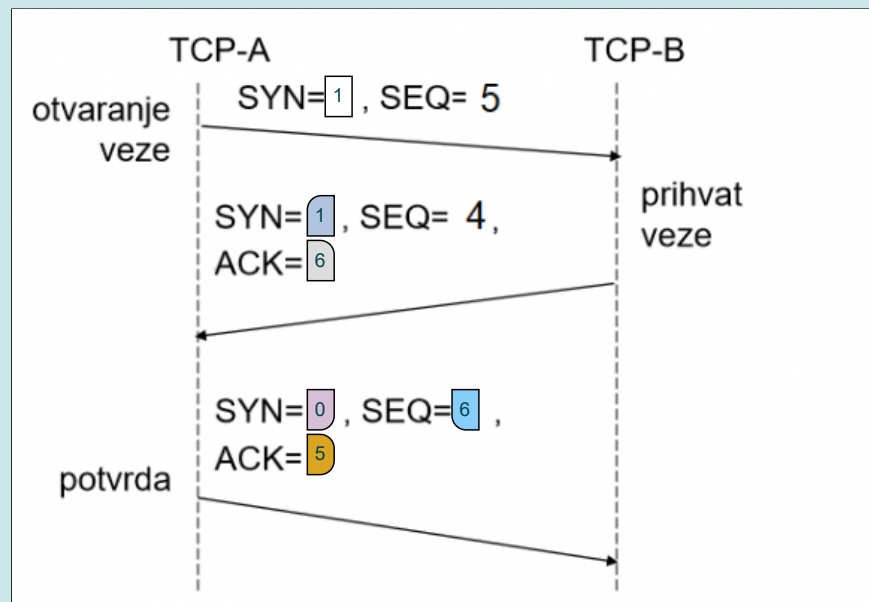 TCP-A TCP-B
SYN=1, SEQ= 5
otvaranje
veze
prihvat
veze
SYN=1, SEQ= 4,
ACK=6
SYN=0, SEQ=6,
ACK=5
potvrda